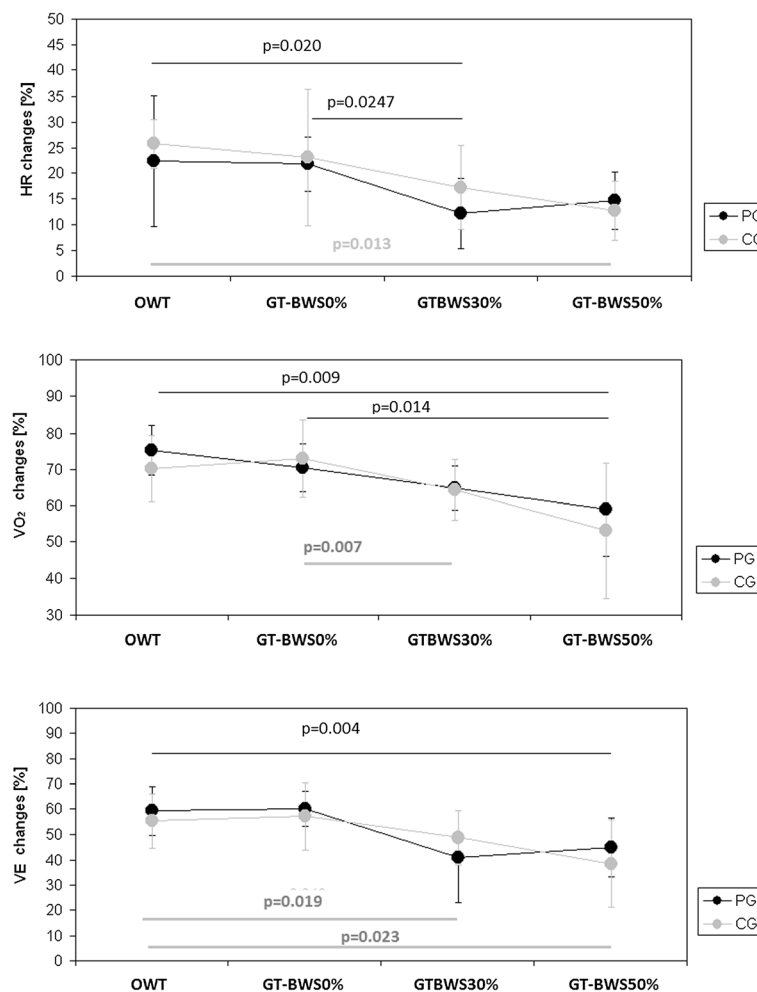 HR changes [%]
50
45
40
35
30
25
20
15
10
5
0
p=0.020
p=0.0247
p=0.013
OWT GT-BWS0% GTBWS30% GT-BWS50%
PG
CG
VO₂ changes [%]
100
90
80
70
60
50
40
30
p=0.009
p=0.014
p=0.007
OWT GT-BWS0% GTBWS30% GT-BWS50%
PG
CG
VE changes [%]
100
90
80
70
60
50
40
30
20
10
0
p=0.004
p=0.019
p=0.023
OWT GT-BWS0% GTBWS30% GT-BWS50%
PG
CG